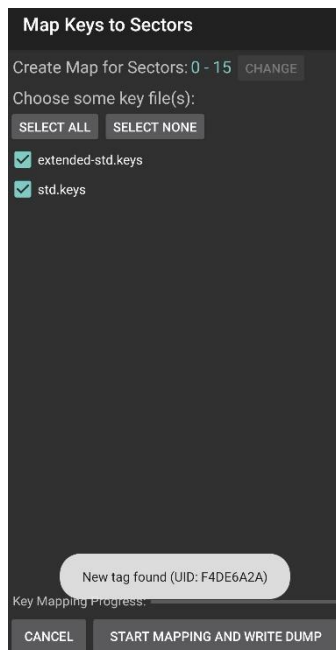 Map Keys to Sectors
Create Map for Sectors: 0 - 15 CHANGE
Choose some key file(s):
SELECT ALL SELECT NONE
extended-std.keys
std.keys
New tag found (UID: F4DE6A2A)
Key Mapping Progress:
CANCEL START MAPPING AND WRITE DUMP